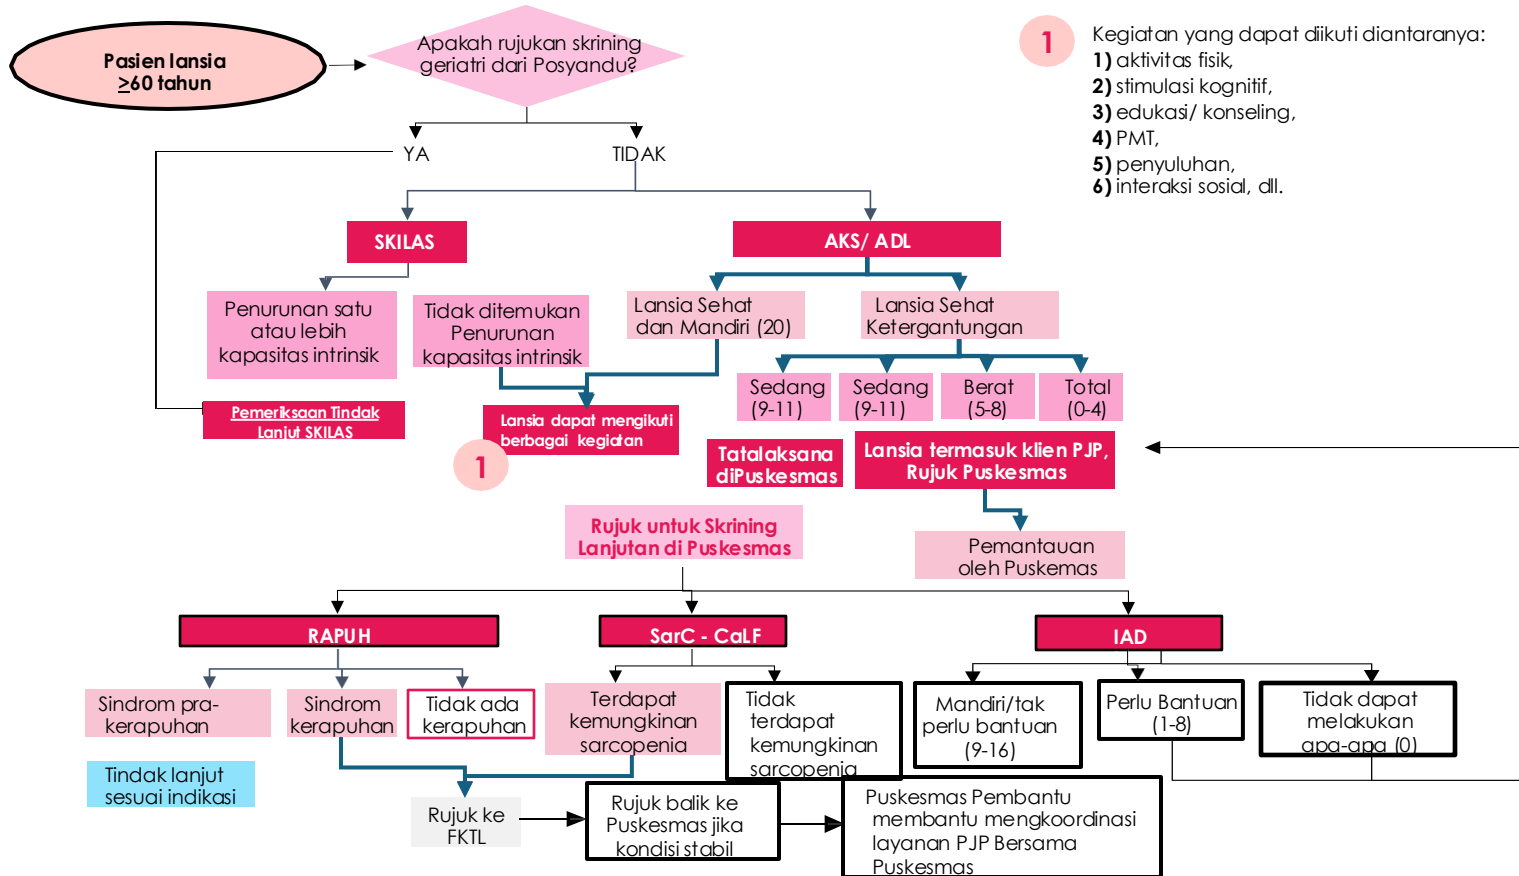 Pasien lansia
≥60 tahun
Apakah rujukan skrining
geriatri dari Posyandu?
1
Kegiatan yang dapat diikuti diantaranya:
1) aktivitas fisik,
2) stimulasi kognitif,
3) edukasi/ konseling,
4) PMT,
5) penyuluhan,
6) interaksi sosial, dll.
YA
TIDAK
SKILAS
AKS/ ADL
Penurunan satu
atau lebih
kapasitas intrinsik
Tidak ditemukan
Penurunan
kapasitas intrinsik
Lansia Sehat
dan Mandiri (20)
Lansia Sehat
Ketergantungan
Sedang
(9-11)
Sedang
(9-11)
Berat
(5-8)
Total
(0-4)
Pemeriksaan Tindak
Lanjut SKILAS
Lansia dapat mengikuti
berbagai kegiatan
1
Tatalaksana
diPuskesmas
Lansia termasuk klien PJP,
Rujuk Puskesmas
Rujuk untuk Skrining
Lanjutan di Puskesmas
Pemantauan
oleh Puskemas
RAPUH
SarC - CaLF
IAD
Sindrom pra-
kerapuhan
Sindrom
kerapuhan
Tidak ada
kerapuhan
Terdapat
kemungkinan
sarcopenia
Tidak
terdapat
kemungkinan
sarcopenia
Mandiri/tak
perlu bantuan
(9-16)
Perlu Bantuan
(1-8)
Tidak dapat
melakukan
apa-apa (0)
Tindak lanjut
sesuai indikasi
Rujuk ke
FKTL
Rujuk balik ke
Puskesmas jika
kondisi stabil
Puskesmas Pembantu
membantu mengkoordinasi
layanan PJP Bersama
Puskesmas